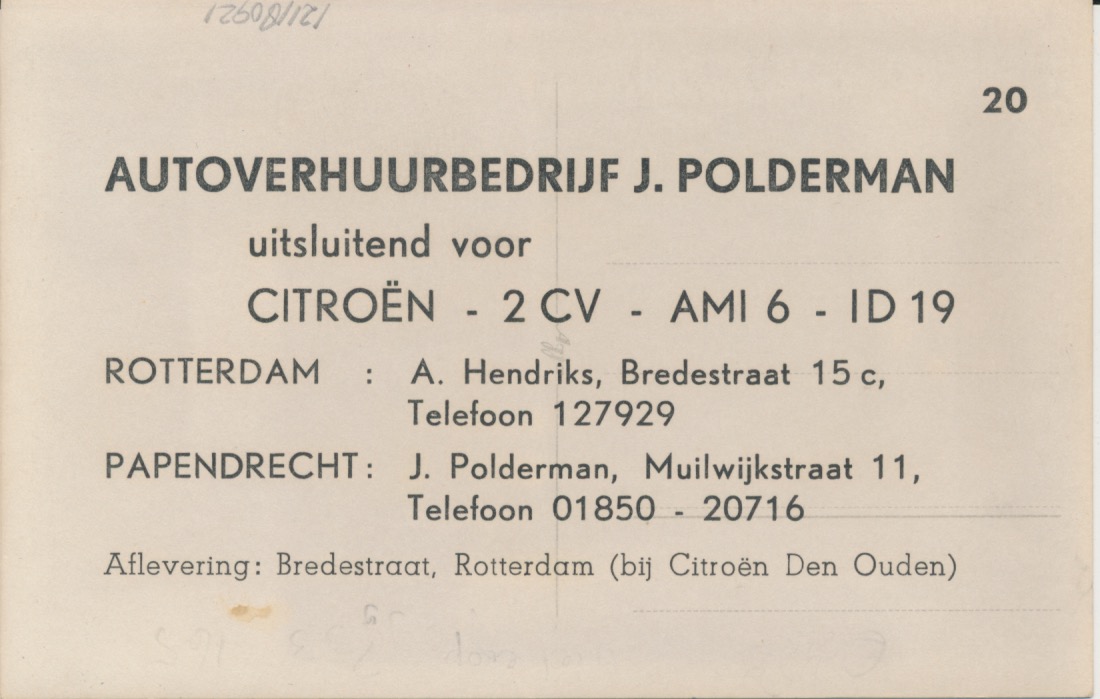 20
AUTOVERHUURBEDRIJF J. POLDERMAN
uitsluitend voor
CITROËN - 2 CV - AMI 6 - ID 19
ROTTERDAM : A. Hendriks, Bredestraat 15 c,
Telefoon 127929
PAPENDRECHT: J. Polderman, Muilwijkstraat 11,
Telefoon 01850 - 20716
Aflevering: Bredestraat, Rotterdam (bij Citroën Den Ouden)